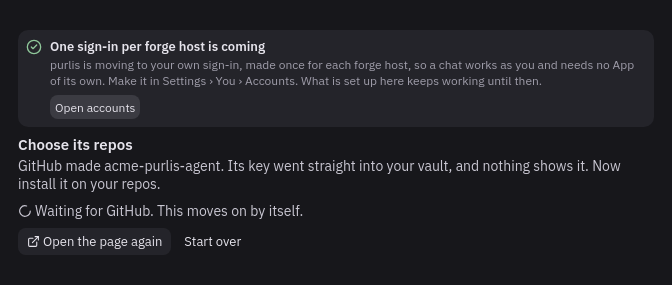 One sign-in per forge host is coming
purlis is moving to your own sign-in, made once for each forge host, so a chat works as you and needs no App
of its own. Make it in Settings › You › Accounts. What is set up here keeps working until then.
Open accounts
Choose its repos
GitHub made acme-purlis-agent. Its key went straight into your vault, and nothing shows it. Now
install it on your repos.
Waiting for GitHub. This moves on by itself.
Open the page again
Start over